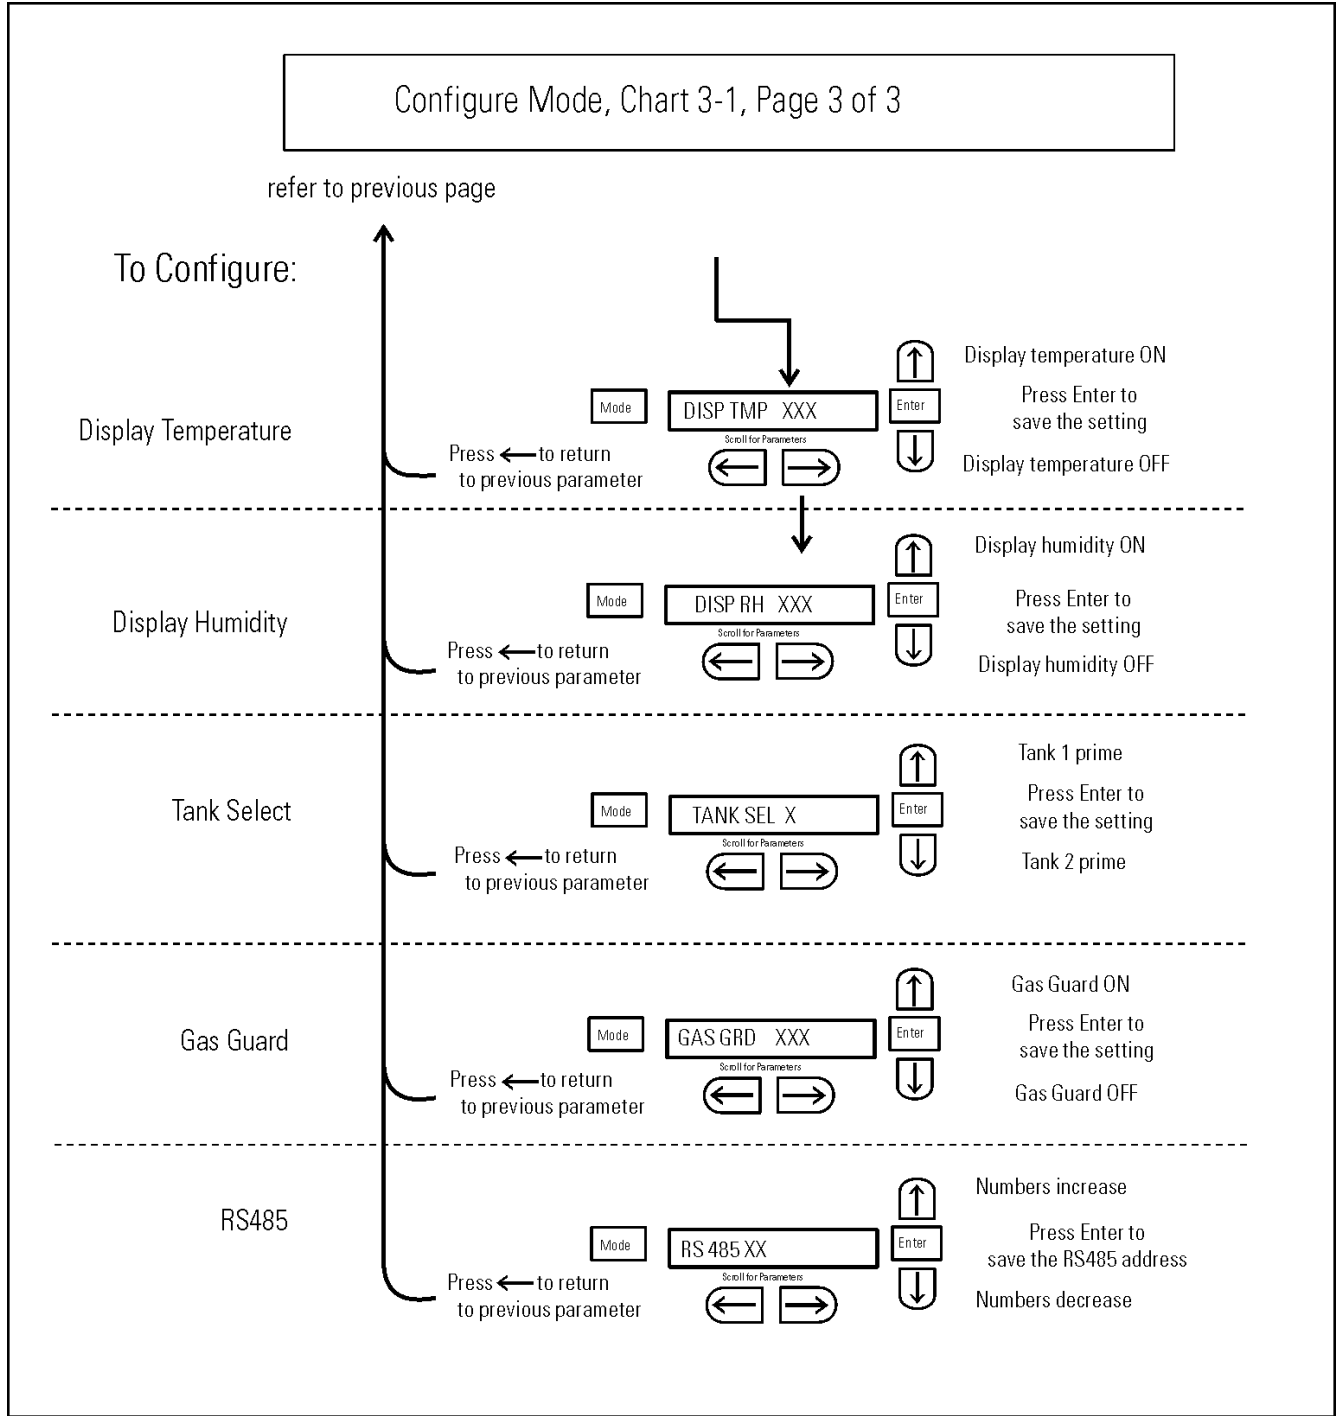 Configure Mode, Chart 3-1, Page 3 of 3
refer to previous page
To Configure:
Display Temperature
Mode
DISP TMP XXX
Scroll for Parameters
Press ← to return
to previous parameter
Display temperature ON
Enter
Press Enter to
save the setting
Display temperature OFF
Display Humidity
Mode
DISP RH XXX
Scroll for Parameters
Press ← to return
to previous parameter
Display humidity ON
Enter
Press Enter to
save the setting
Display humidity OFF
Tank Select
Mode
TANK SEL X
Scroll for Parameters
Press ← to return
to previous parameter
Tank 1 prime
Enter
Press Enter to
save the setting
Tank 2 prime
Gas Guard
Mode
GAS GRD XXX
Scroll for Parameters
Press ← to return
to previous parameter
Gas Guard ON
Enter
Press Enter to
save the setting
Gas Guard OFF
RS485
Mode
RS 485 XX
Scroll for Parameters
Press ← to return
to previous parameter
Numbers increase
Enter
Press Enter to
save the RS485 address
Numbers decrease